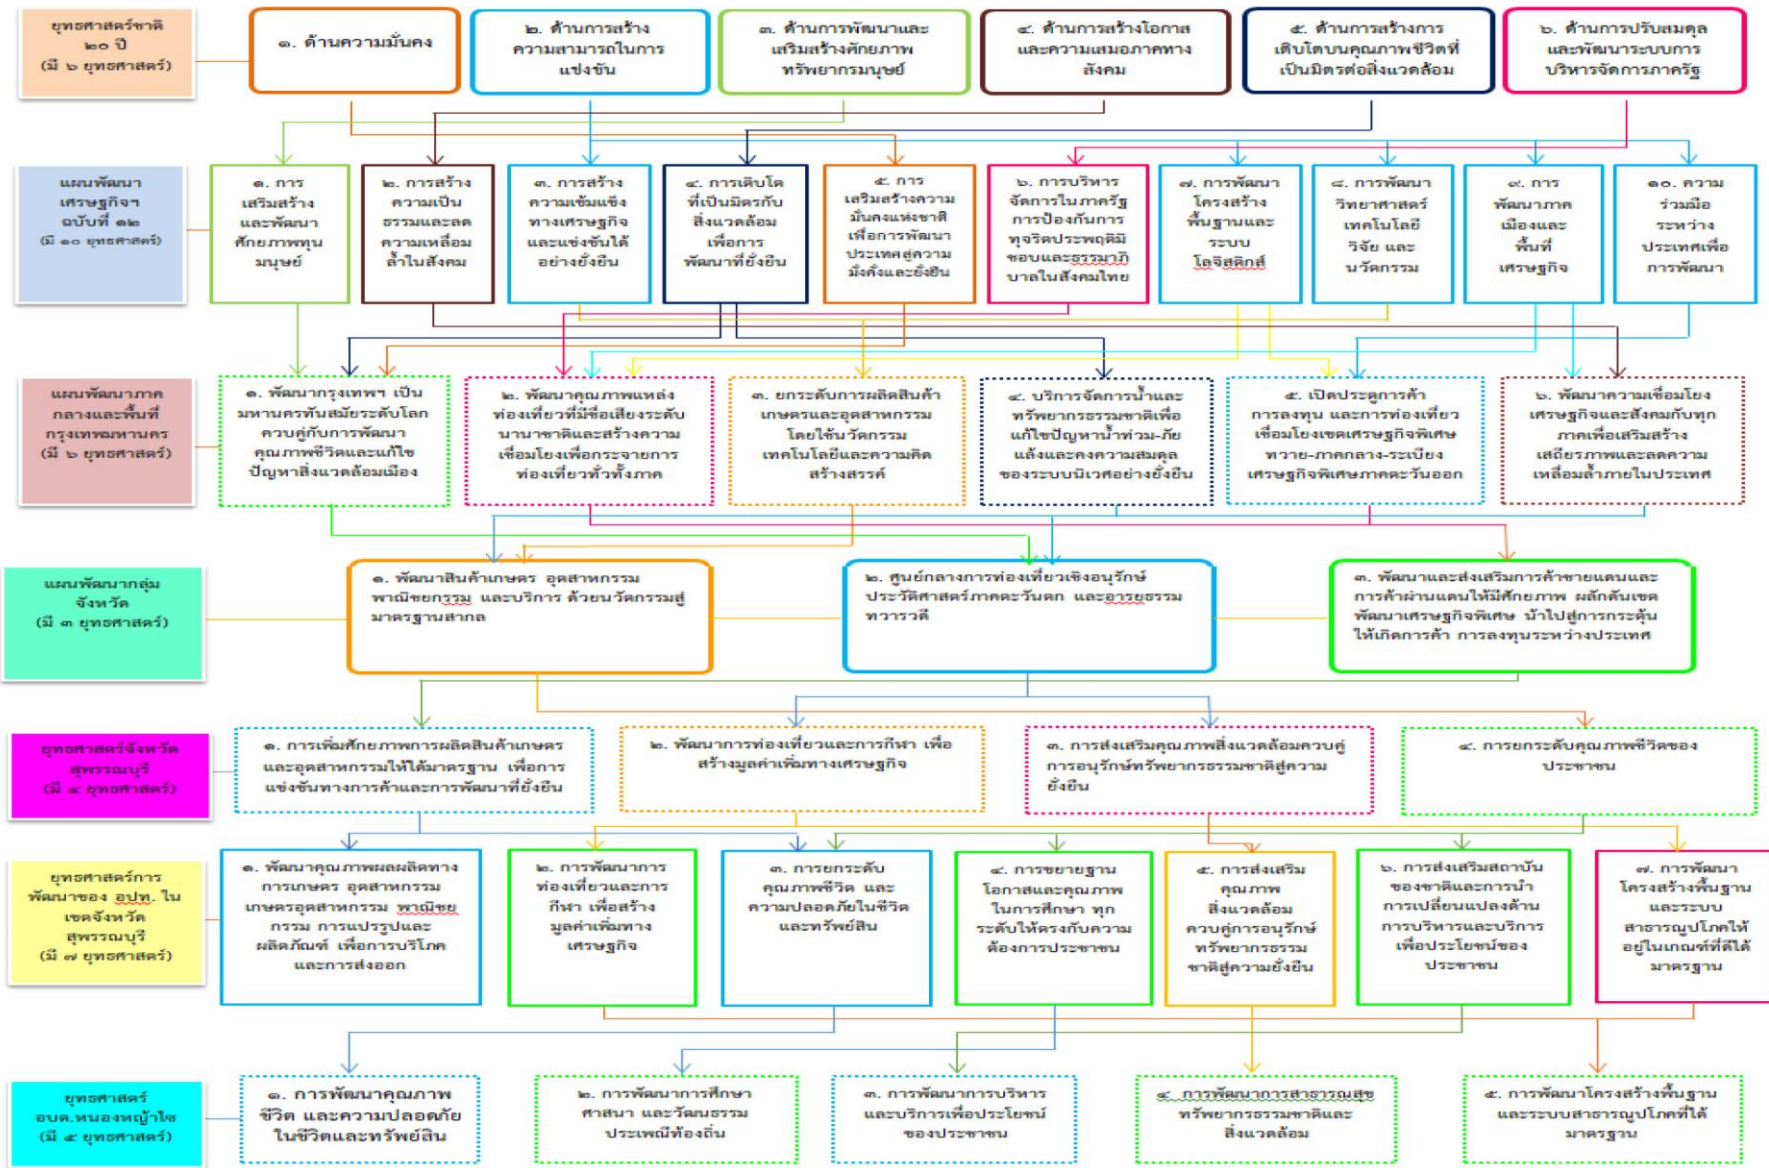 ยุทธศาสตร์ชาติ
๒๐ ปี
(มี ๖ ยุทธศาสตร์)
๑. ด้านความมั่นคง
๒. ด้านการสร้าง
ความสามารถในการ
แข่งขัน
๓. ด้านการพัฒนาและ
เสริมสร้างศักยภาพ
ทรัพยากรมนุษย์
๔. ด้านการสร้างโอกาส
และความเสมอภาคทาง
สังคม
๕. ด้านการสร้างการ
เติบโตบนคุณภาพชีวิตที่
เป็นมิตรต่อสิ่งแวดล้อม
๖. ด้านการปรับสมดุล
และพัฒนาระบบการ
บริหารจัดการภาครัฐ
แผนพัฒนา
เศรษฐกิจฯ
ฉบับที่ ๑๒
(มี ๑๐ ยุทธศาสตร์)
๑. การ
เสริมสร้าง
และพัฒนา
ศักยภาพทุน
มนุษย์
๒. การสร้าง
ความเป็น
ธรรมและลด
ความเหลื่อม
ล้ำในสังคม
๓. การสร้าง
ความเข้มแข็ง
ทางเศรษฐกิจ
และแข่งขันได้
อย่างยั่งยืน
๔. การเติบโต
ที่เป็นมิตรกับ
สิ่งแวดล้อม
เพื่อการ
พัฒนาที่ยั่งยืน
๕. การ
เสริมสร้างความ
มั่นคงแห่งชาติ
เพื่อการพัฒนา
ประเทศสู่ความ
มั่งคั่งและยั่งยืน
๖. การบริหาร
จัดการในภาครัฐ
การป้องกันการ
ทุจริตประพฤติมิ
ชอบและธรรมาภิ
บาลในสังคมไทย
๗. การพัฒนา
โครงสร้าง
พื้นฐานและ
ระบบ
โลจิสติกส์
๘. การพัฒนา
วิทยาศาสตร์
เทคโนโลยี
วิจัย และ
นวัตกรรม
๙. การ
พัฒนาภาค
เมืองและ
พื้นที่
เศรษฐกิจ
๑๐. ความ
ร่วมมือ
ระหว่าง
ประเทศเพื่อ
การพัฒนา
แผนพัฒนาภาค
กลางและพื้นที่
กรุงเทพมหานคร
(มี ๖ ยุทธศาสตร์)
๑. พัฒนากรุงเทพฯ เป็น
มหานครทันสมัยระดับโลก
ควบคู่กับการพัฒนา
คุณภาพชีวิตและแก้ไข
ปัญหาสิ่งแวดล้อมเมือง
๒. พัฒนาคุณภาพแหล่ง
ท่องเที่ยวที่มีชื่อเสียงระดับ
นานาชาติและสร้างความ
เชื่อมโยงเพื่อกระจายการ
ท่องเที่ยวทั่วทั้งภาค
๓. ยกระดับการผลิตสินค้า
เกษตรและอุตสาหกรรม
โดยใช้นวัตกรรม
เทคโนโลยีและความคิด
สร้างสรรค์
๔. บริการจัดการน้ำและ
ทรัพยากรธรรมชาติเพื่อ
แก้ไขปัญหาน้ำท่วม-ภัย
แล้งและคงความสมดุล
ของระบบนิเวศอย่างยั่งยืน
๕. เปิดประตูการค้า
การลงทุน และการท่องเที่ยว
เชื่อมโยงเขตเศรษฐกิจพิเศษ
ทวาย-ภาคกลาง-ระเบียง
เศรษฐกิจพิเศษภาคตะวันออก
๖. พัฒนาความเชื่อมโยง
เศรษฐกิจและสังคมกับทุก
ภาคเพื่อเสริมสร้าง
เสถียรภาพและลดความ
เหลื่อมล้ำภายในประเทศ
แผนพัฒนากลุ่ม
จังหวัด
(มี ๓ ยุทธศาสตร์)
๑. พัฒนาสินค้าเกษตร อุตสาหกรรม
พาณิชยกรรม และบริการ ด้วยนวัตกรรมสู่
มาตรฐานสากล
๒. ศูนย์กลางการท่องเที่ยวเชิงอนุรักษ์
ประวัติศาสตร์ภาคตะวันตก และอารยธรรม
ทวารวดี
๓. พัฒนาและส่งเสริมการค้าชายแดนและ
การค้าผ่านแดนให้มีศักยภาพ ผลักดันเขต
พัฒนาเศรษฐกิจพิเศษ นำไปสู่การกระตุ้น
ให้เกิดการค้า การลงทุนระหว่างประเทศ
ยุทธศาสตร์จังหวัด
สุพรรณบุรี
(มี ๔ ยุทธศาสตร์)
๑. การเพิ่มศักยภาพการผลิตสินค้าเกษตร
และอุตสาหกรรมให้ได้มาตรฐาน เพื่อการ
แข่งขันทางการค้าและการพัฒนาที่ยั่งยืน
๒. พัฒนาการท่องเที่ยวและการกีฬา เพื่อ
สร้างมูลค่าเพิ่มทางเศรษฐกิจ
๓. การส่งเสริมคุณภาพสิ่งแวดล้อมควบคู่
การอนุรักษ์ทรัพยากรธรรมชาติสู่ความ
ยั่งยืน
๔. การยกระดับคุณภาพชีวิตของ
ประชาชน
ยุทธศาสตร์การ
พัฒนาของ อปท. ใน
เขตจังหวัด
สุพรรณบุรี
(มี ๗ ยุทธศาสตร์)
๑. พัฒนาคุณภาพผลผลิตทาง
การเกษตร อุตสาหกรรม
เกษตรอุตสาหกรรม พาณิชย
กรรม การแปรรูปและ
ผลิตภัณฑ์ เพื่อการบริโภค
และการส่งออก
๒. การพัฒนาการ
ท่องเที่ยวและการ
กีฬา เพื่อสร้าง
มูลค่าเพิ่มทาง
เศรษฐกิจ
๓. การยกระดับ
คุณภาพชีวิต และ
ความปลอดภัยในชีวิต
และทรัพย์สิน
๔. การขยายฐาน
โอกาสและคุณภาพ
ในการศึกษา ทุก
ระดับให้ตรงกับความ
ต้องการประชาชน
๕. การส่งเสริม
คุณภาพ
สิ่งแวดล้อม
ควบคู่การอนุรักษ์
ทรัพยากรธรรม
ชาติสู่ความยั่งยืน
๖. การส่งเสริมสถาบัน
ของชาติและการนำ
การเปลี่ยนแปลงด้าน
การบริหารและบริการ
เพื่อประโยชน์ของ
ประชาชน
๗. การพัฒนา
โครงสร้างพื้นฐาน
และระบบ
สาธารณูปโภคให้
อยู่ในเกณฑ์ที่ดีได้
มาตรฐาน
ยุทธศาสตร์
อบต.หนองหญ้าไซ
(มี ๕ ยุทธศาสตร์)
๑. การพัฒนาคุณภาพ
ชีวิต และความปลอดภัย
ในชีวิตและทรัพย์สิน
๒. การพัฒนาการศึกษา
ศาสนา และวัฒนธรรม
ประเพณีท้องถิ่น
๓. การพัฒนาการบริหาร
และบริการเพื่อประโยชน์
ของประชาชน
๔. การพัฒนาการสาธารณสุข
ทรัพยากรธรรมชาติและ
สิ่งแวดล้อม
๕. การพัฒนาโครงสร้างพื้นฐาน
และระบบสาธารณูปโภคที่ได้
มาตรฐาน